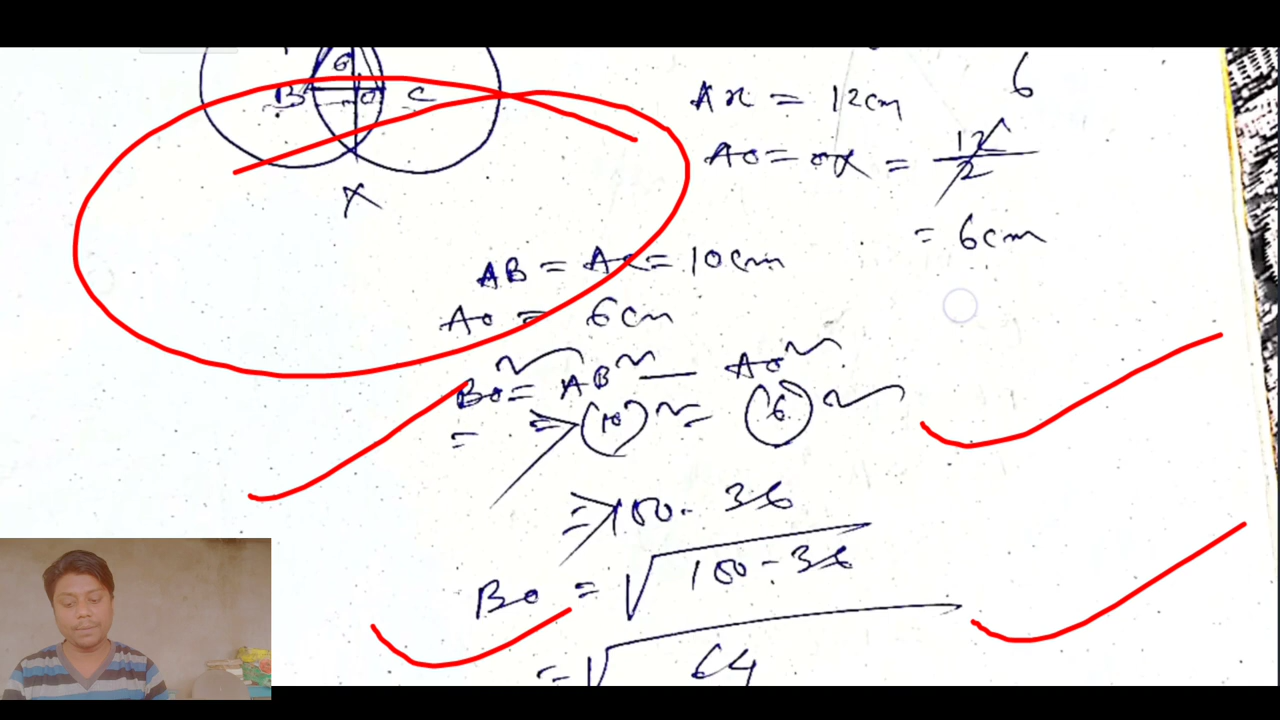 6
B O C
X
Ax = 12cm
6
AO = OX = 12/2
= 6cm
AB = AC = 10cm
AO = 6cm
BO² = AB² — AO²
= ⇒ (10)² = (6)²
⇒ 100 - 36
BO = √100 - 36
= √64